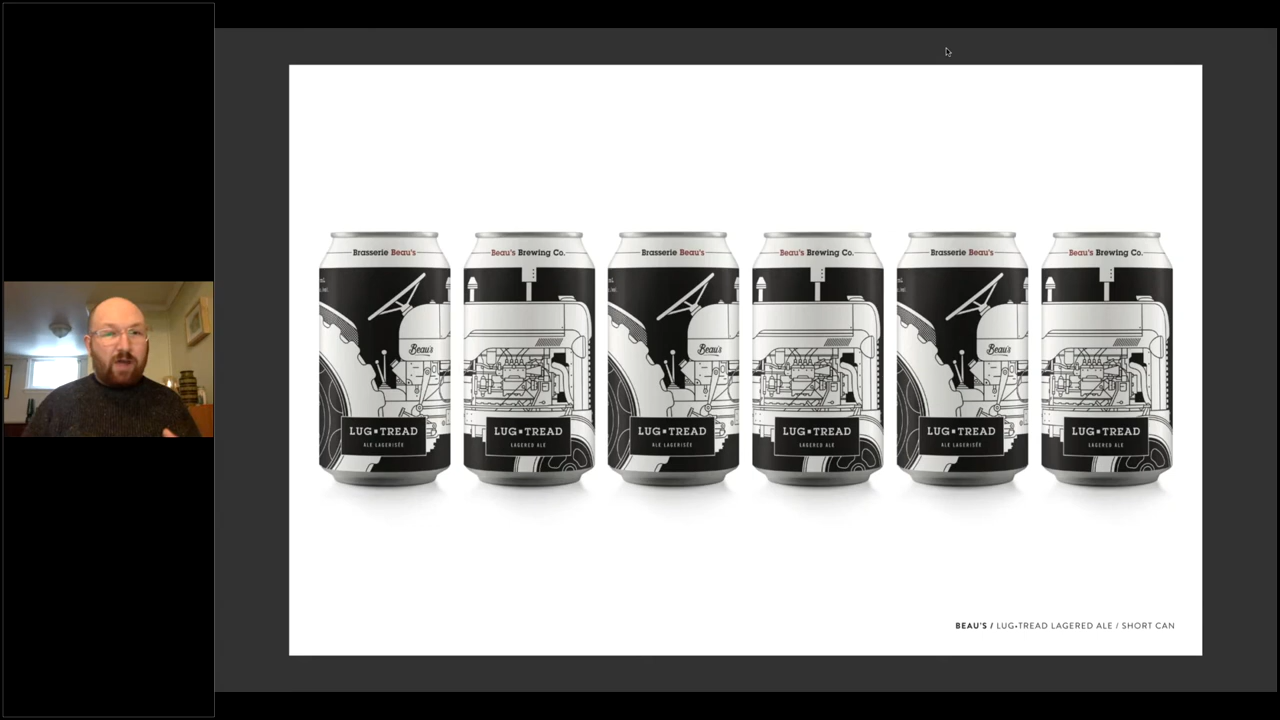 Brasserie Beau's
Beau's
LUG▪TREAD
ALE LAGERISÉE
Beau's Brewing Co.
LUG▪TREAD
LAGERED ALE
Brasserie Beau's
Beau's
LUG▪TREAD
ALE LAGERISÉE
Beau's Brewing Co.
LUG▪TREAD
LAGERED ALE
Brasserie Beau's
Beau's
LUG▪TREAD
ALE LAGERISÉE
Beau's Brewing Co.
LUG▪TREAD
LAGERED ALE
BEAU'S / LUG▪TREAD LAGERED ALE / SHORT CAN